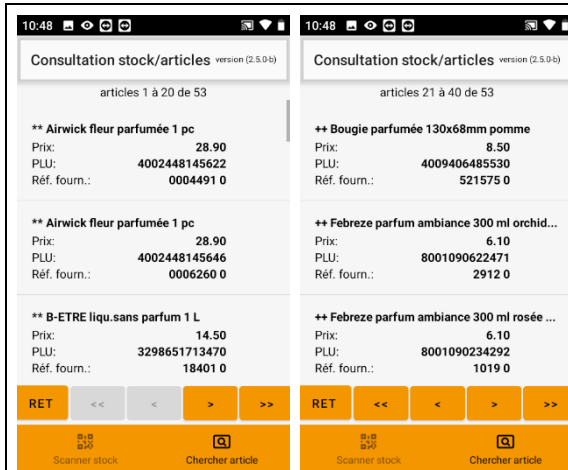 10:48
Consultation stock/articles version (2.5.0-b)
articles 1 à 20 de 53
** Airwick fleur parfumée 1 pc
Prix: 28.90
PLU: 4002448145622
Réf. fourn.: 0004491 0
** Airwick fleur parfumée 1 pc
Prix: 28.90
PLU: 4002448145646
Réf. fourn.: 0006260 0
** B-ETRE liqu.sans parfum 1 L
Prix: 14.50
PLU: 3298651713470
Réf. fourn.: 18401 0
RET << < > >>
Scanner stock Chercher article
10:48
Consultation stock/articles version (2.5.0-b)
articles 21 à 40 de 53
++ Bougie parfumée 130x68mm pomme
Prix: 8.50
PLU: 4009406485530
Réf. fourn.: 521575 0
++ Febreze parfum ambiance 300 ml orchid...
Prix: 6.10
PLU: 8001090622471
Réf. fourn.: 2912 0
++ Febreze parfum ambiance 300 ml rosée ...
Prix: 6.10
PLU: 8001090234292
Réf. fourn.: 1019 0
RET << < > >>
Scanner stock Chercher article